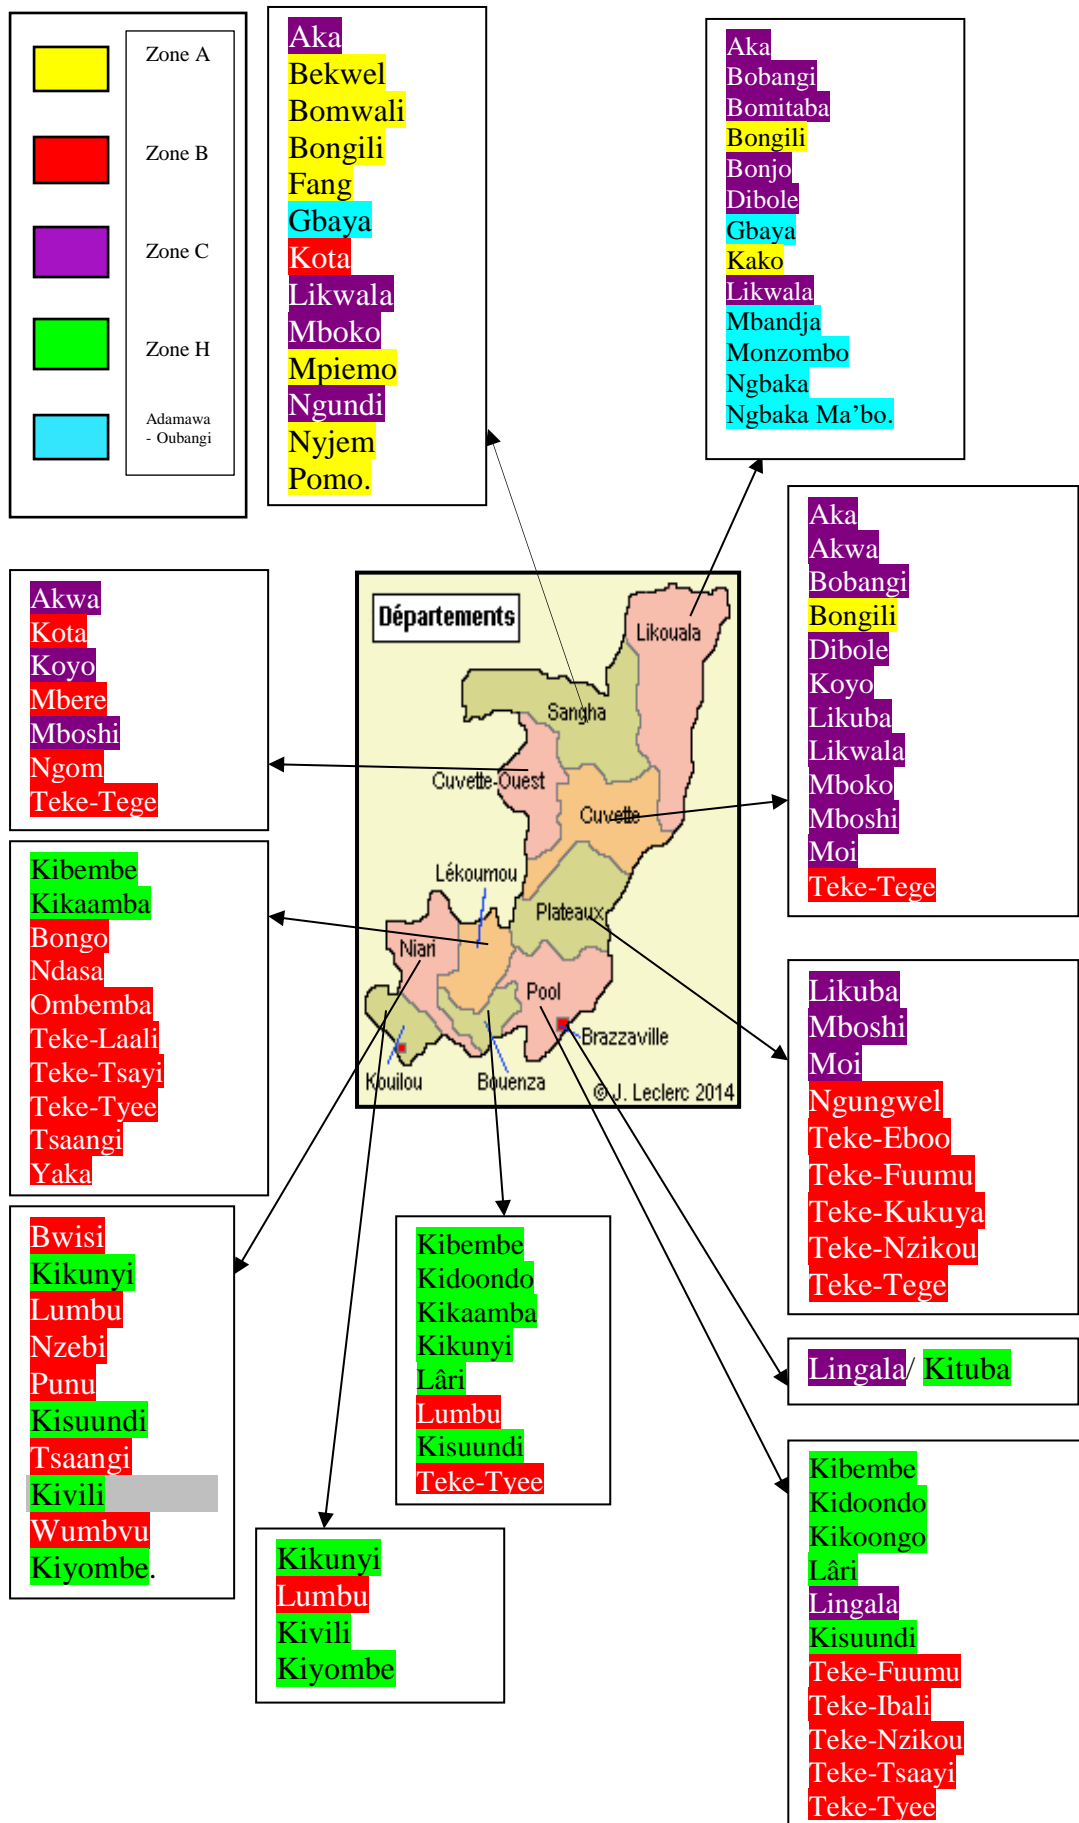 Zone A
Zone B
Zone C
Zone H
Adamawa
- Oubangi
Aka
Bekwel
Bomwali
Bongili
Fang
Gbaya
Kota
Likwala
Mboko
Mpiemo
Ngundi
Nyjem
Pomo.
Aka
Bobangi
Bomitaba
Bongili
Bonjo
Dibole
Gbaya
Kako
Likwala
Mbandja
Monzombo
Ngbaka
Ngbaka Ma’bo.
Akwa
Kota
Koyo
Mbere
Mboshi
Ngom
Teke-Tege
Départements
Likouala
Sangha
Cuvette-Ouest
Cuvette
Lékoumou
Plateaux
Niari
Pool
Brazzaville
Kouilou
Bouenza
© J. Leclerc 2014
Aka
Akwa
Bobangi
Bongili
Dibole
Koyo
Likuba
Likwala
Mboko
Mboshi
Moi
Teke-Tege
Kibembe
Kikaamba
Bongo
Ndasa
Ombemba
Teke-Laali
Teke-Tsayi
Teke-Tyee
Tsaangi
Yaka
Likuba
Mboshi
Moi
Ngungwel
Teke-Eboo
Teke-Fuumu
Teke-Kukuya
Teke-Nzikou
Teke-Tege
Bwisi
Kikunyi
Lumbu
Nzebi
Punu
Kisuundi
Tsaangi
Kivili
Wumbvu
Kiyombe.
Kibembe
Kidoondo
Kikaamba
Kikunyi
Lâri
Lumbu
Kisuundi
Teke-Tyee
Lingala/ Kituba
Kikunyi
Lumbu
Kivili
Kiyombe
Kibembe
Kidoondo
Kikoongo
Lâri
Lingala
Kisuundi
Teke-Fuumu
Teke-Ibali
Teke-Nzikou
Teke-Tsaayi
Teke-Tyee